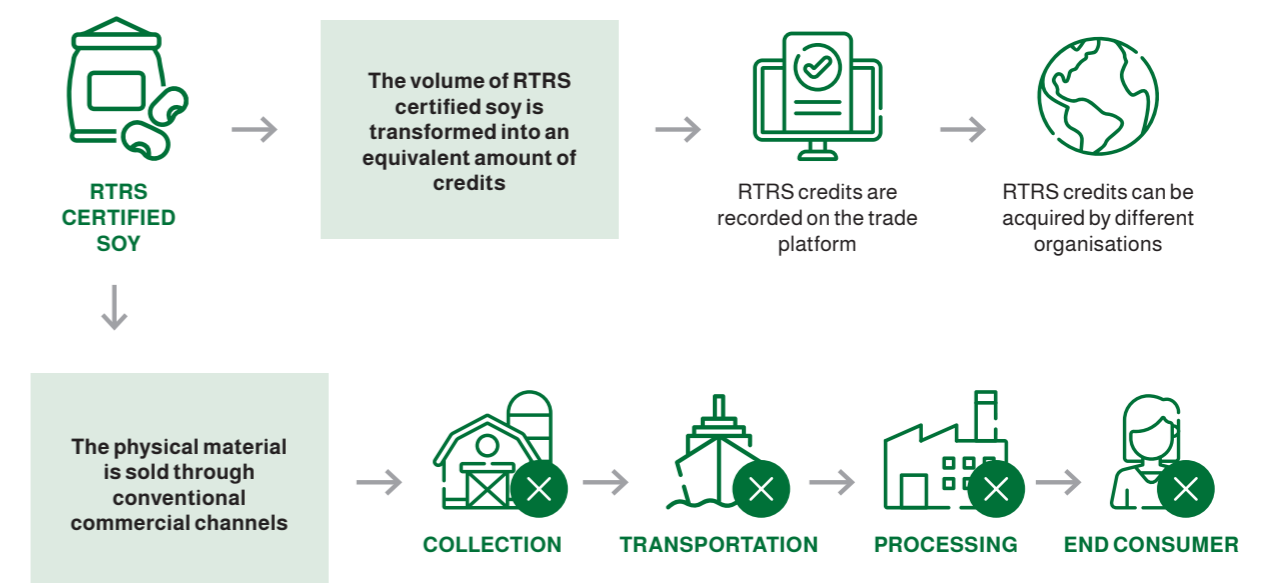 RTRS
CERTIFIED
SOY
The volume of RTRS
certified soy is
transformed into an
equivalent amount of
credits
RTRS credits are
recorded on the trade
platform
RTRS credits can be
acquired by different
organisations
The physical material
is sold through
conventional
commercial channels
COLLECTION
TRANSPORTATION
PROCESSING
END CONSUMER